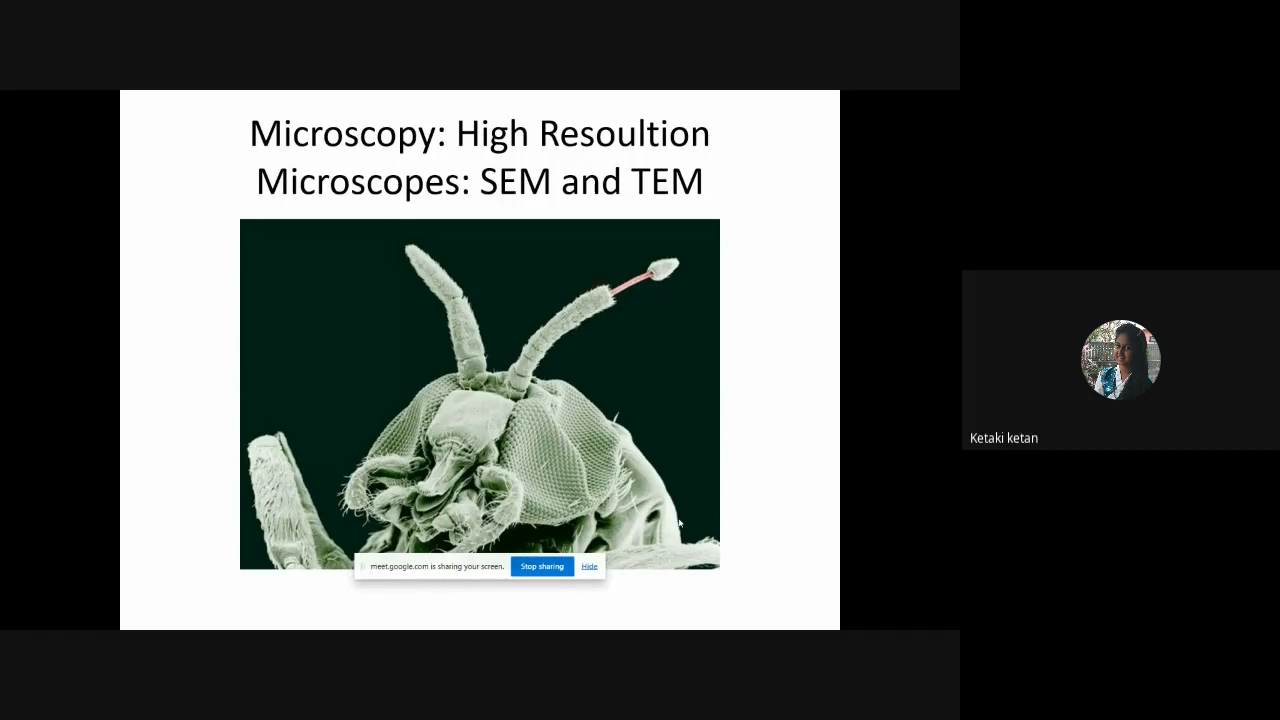 Microscopy: High Resoultion
Microscopes: SEM and TEM
meet.google.com is sharing your screen. Stop sharing Hide
Ketaki ketan